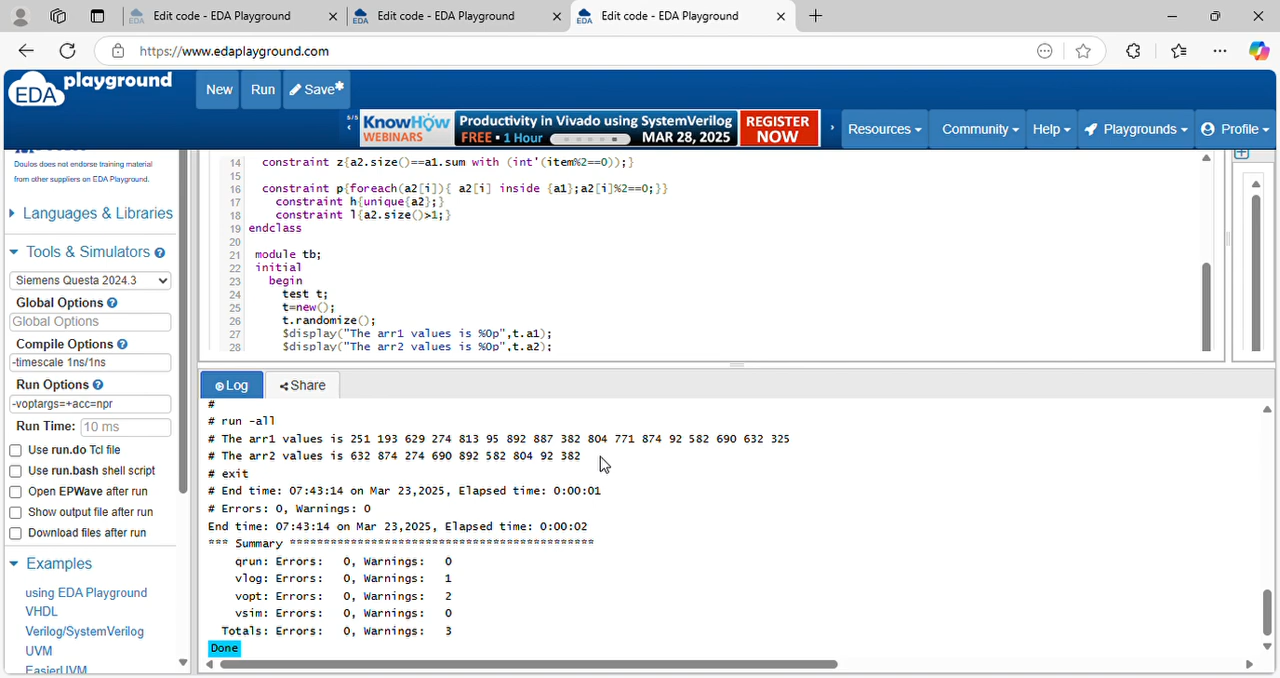 Edit code - EDA Playground
Edit code - EDA Playground
Edit code - EDA Playground
https://www.edaplayground.com
EDA playground
New
Run
Save*
5/5
KnowHow
WEBINARS
Productivity in Vivado using SystemVerilog
FREE • 1 Hour
MAR 28, 2025
REGISTER
NOW
Resources
Community
Help
Playgrounds
Profile
Doulos does not endorse training material
from other suppliers on EDA Playground.
Languages & Libraries
Tools & Simulators
Siemens Questa 2024.3
Global Options
Global Options
Compile Options
-timescale 1ns/1ns
Run Options
-voptargs=+acc=npr
Run Time: 10 ms
Use run.do Tcl file
Use run.bash shell script
Open EPWave after run
Show output file after run
Download files after run
Examples
using EDA Playground
VHDL
Verilog/SystemVerilog
UVM
EasierUVM
14 constraint z{a2.size()==a1.sum with (int'(item%2==0));}
15
16 constraint p{foreach(a2[i]){ a2[i] inside {a1};a2[i]%2==0;}}
17 constraint h{unique{a2};}
18 constraint l{a2.size()>1;}
19 endclass
20
21 module tb;
22 initial
23 begin
24 test t;
25 t=new();
26 t.randomize();
27 $display("The arr1 values is %0p",t.a1);
28 $display("The arr2 values is %0p",t.a2);
Log
Share
#
# run -all
# The arr1 values is 251 193 629 274 813 95 892 887 382 804 771 874 92 582 690 632 325
# The arr2 values is 632 874 274 690 892 582 804 92 382
# exit
# End time: 07:43:14 on Mar 23,2025, Elapsed time: 0:00:01
# Errors: 0, Warnings: 0
End time: 07:43:14 on Mar 23,2025, Elapsed time: 0:00:02
*** Summary *********************************************
qrun: Errors: 0, Warnings: 0
vlog: Errors: 0, Warnings: 1
vopt: Errors: 0, Warnings: 2
vsim: Errors: 0, Warnings: 0
Totals: Errors: 0, Warnings: 3
Done